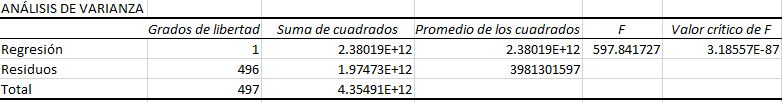 ANÁLISIS DE VARIANZA
Grados de libertad Suma de cuadrados Promedio de los cuadrados F Valor crítico de F
Regresión 1 2.38019E+12 2.38019E+12 597.841727 3.18557E-87
Residuos 496 1.97473E+12 3981301597
Total 497 4.35491E+12